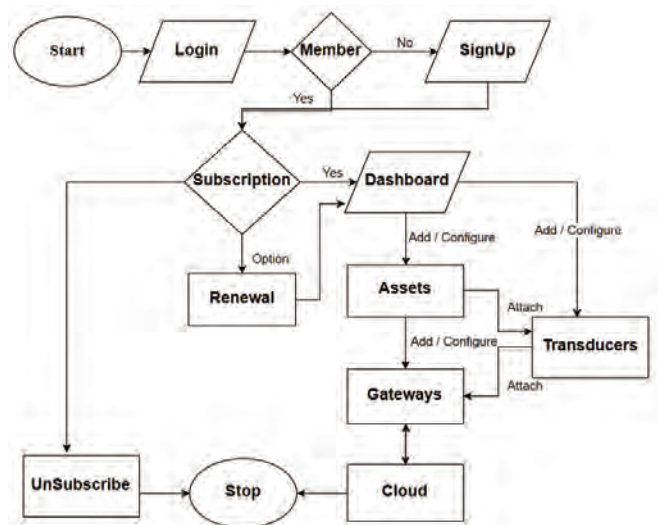 Start
Login
Member
No
SignUp
Yes
Subscription
Yes
Dashboard
Add / Configure
Add / Configure
Option
Renewal
Assets
Attach
Add / Configure
Transducers
Attach
Gateways
UnSubscribe
Stop
Cloud